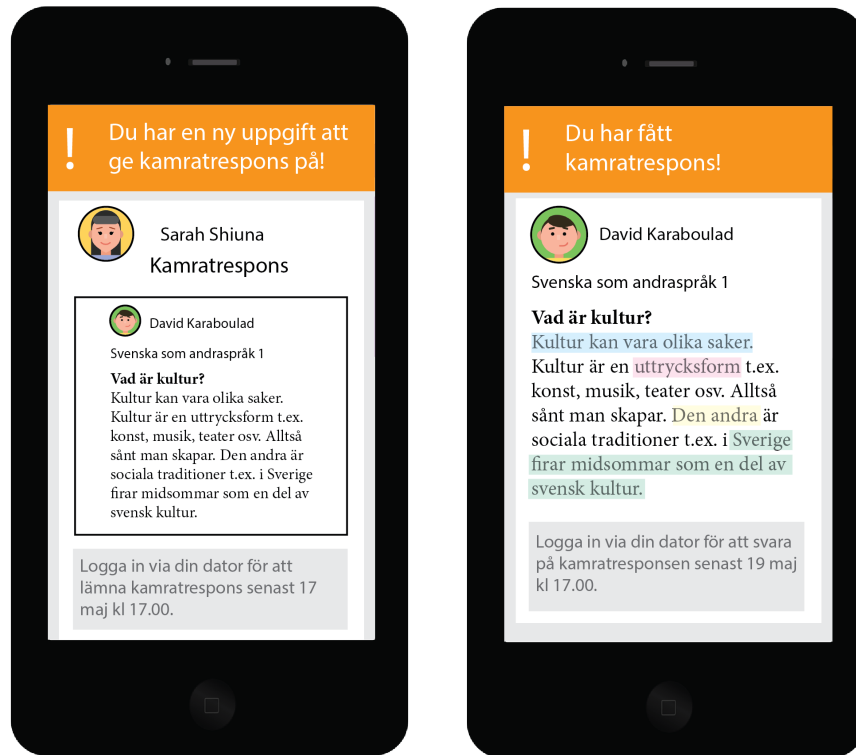 ! Du har en ny uppgift att
ge kamratrespons på!
Sarah Shiuna
Kamratrespons
David Karaboulad
Svenska som andraspråk 1
Vad är kultur?
Kultur kan vara olika saker.
Kultur är en uttrycksform t.ex.
konst, musik, teater osv. Alltså
sånt man skapar. Den andra är
sociala traditioner t.ex. i Sverige
firar midsommar som en del av
svensk kultur.
Logga in via din dator för att
lämna kamratrespons senast 17
maj kl 17.00.
! Du har fått
kamratrespons!
David Karaboulad
Svenska som andraspråk 1
Vad är kultur?
Kultur kan vara olika saker.
Kultur är en uttrycksform t.ex.
konst, musik, teater osv. Alltså
sånt man skapar. Den andra är
sociala traditioner t.ex. i Sverige
firar midsommar som en del av
svensk kultur.
Logga in via din dator för att svara
på kamratresponsen senast 19 maj
kl 17.00.